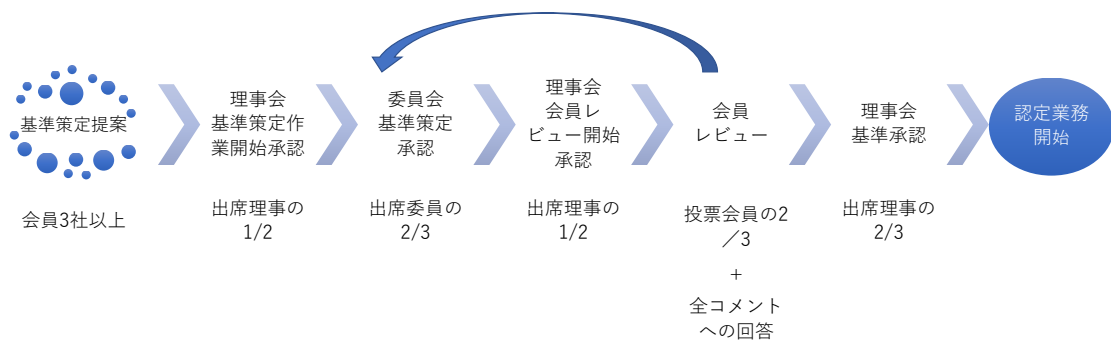 基準策定提案
会員3社以上
理事会
基準策定作
業開始承認
出席理事の
1/2
委員会
基準策定
承認
出席委員の
2/3
理事会
会員レ
ビュー開始
承認
出席理事の
1/2
会員
レビュー
投票会員の2
／3
+
全コメント
への回答
理事会
基準承認
出席理事の
2/3
認定業務
開始